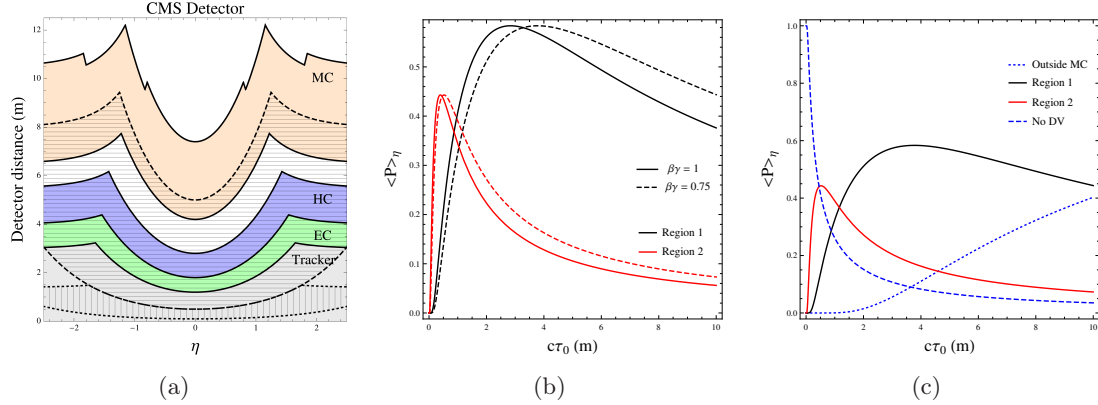 CMS Detector
12
10
8
6
4
2
0
Detector distance (m)
MC
HC
EC
Tracker
-2
-1
0
1
2
η
(a)
0.5
0.4
0.3
0.2
0.1
0.0
<P>η
βγ = 1
βγ = 0.75
Region 1
Region 2
0
2
4
6
8
10
cτ0 (m)
(b)
1.0
0.8
0.6
0.4
0.2
0.0
<P>η
Outside MC
Region 1
Region 2
No DV
0
2
4
6
8
10
cτ0 (m)
(c)